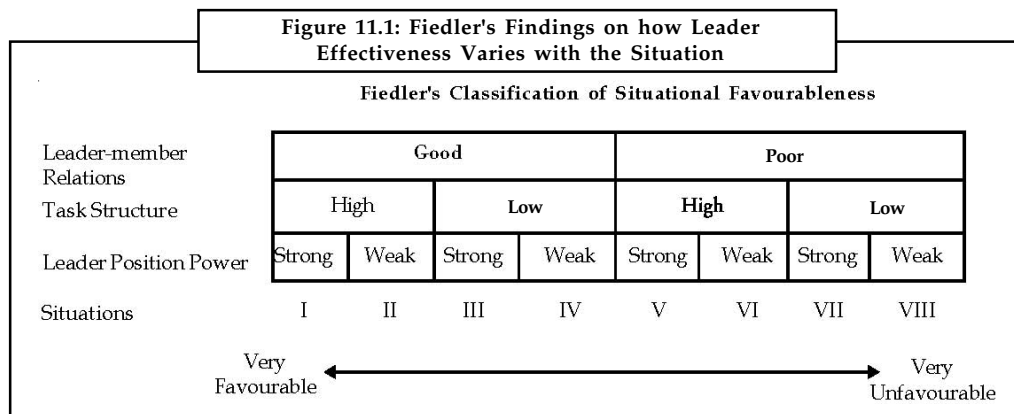 Figure 11.1: Fiedler's Findings on how Leader
Effectiveness Varies with the Situation
Fiedler's Classification of Situational Favourableness
Leader-member
Relations
Good Poor
Task Structure High Low High Low
Leader Position Power Strong Weak Strong Weak Strong Weak Strong Weak
Situations I II III IV V VI VII VIII
Very
Favourable
Very
Unfavourable